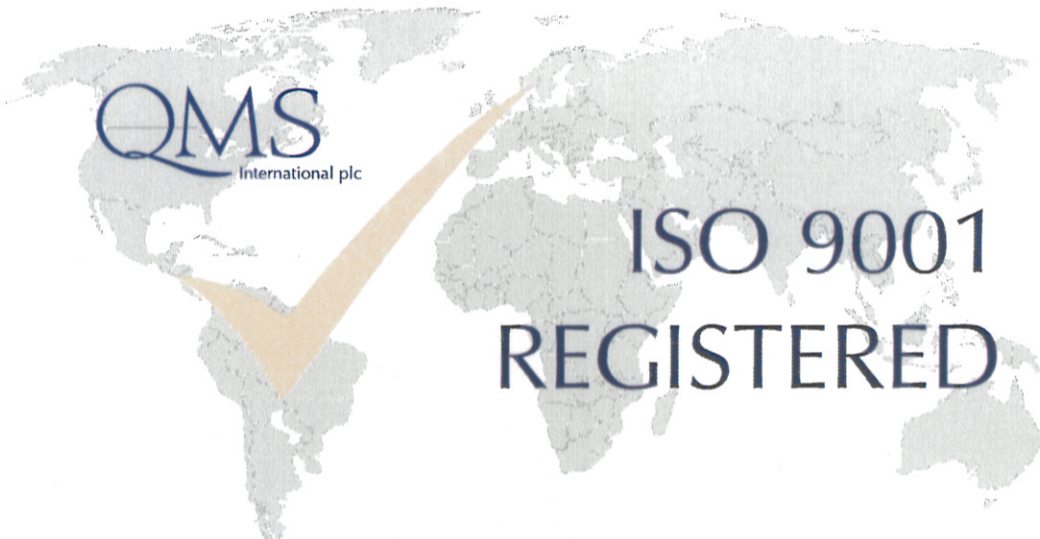 QMS
International plc
ISO 9001
REGISTERED